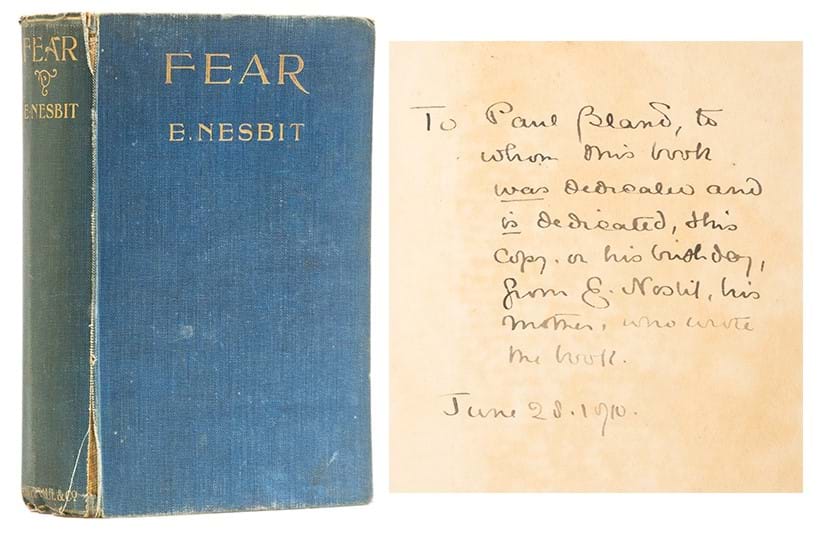 FEAR
E. NESBIT
& Co
FEAR
E. NESBIT
To Paul Bland, to
whom this book
was dedicated and
is dedicated, this
copy. on his birthday,
from E. Nesbit, his
mother, who wrote
the book.
June 28. 1910.